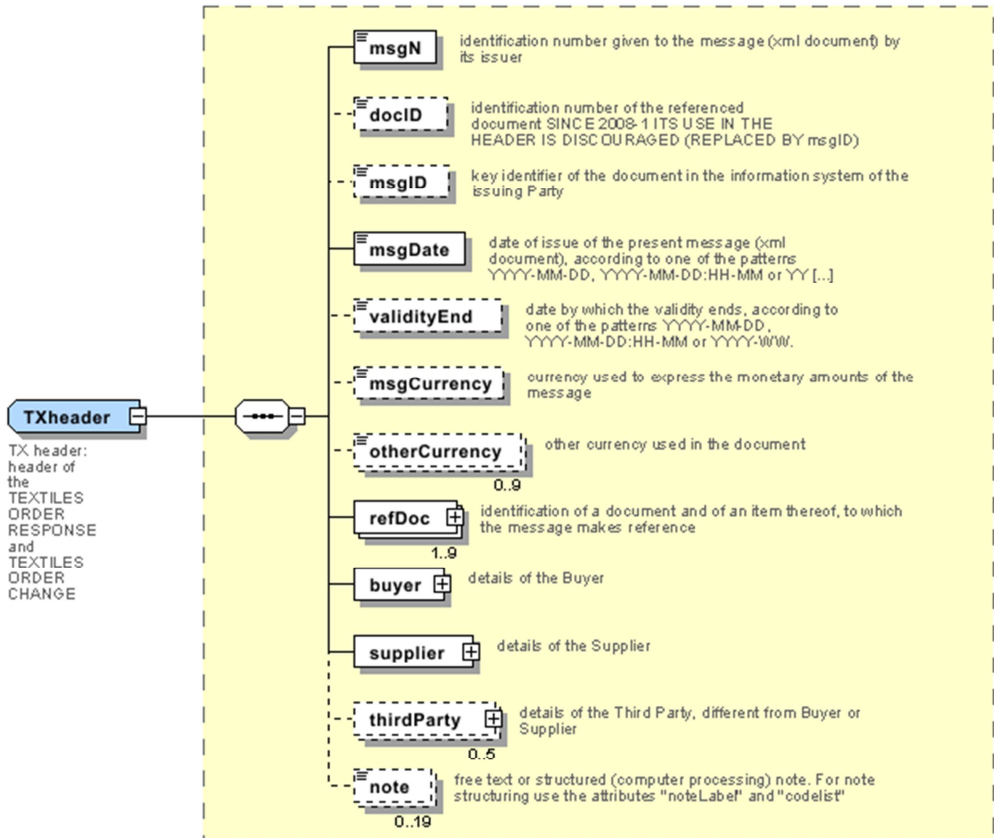 msgN
identification number given to the message (xml document) by
its issuer
docID
identification number of the referenced
document SINCE 2008-1 ITS USE IN THE
HEADER IS DISCOURAGED (REPLACED BY msgID)
msgID
key identifier of the document in the information system of the
issuing Party
msgDate
date of issue of the present message (xml
document), according to one of the patterns
YYYY-MM-DD, YYYY-MM-DD:HH-MM or YY [...]
validityEnd
date by which the validity ends, according to
one of the patterns YYYY-MM-DD,
YYYY-MM-DD:HH-MM or YYYY-WW.
msgCurrency
currency used to express the monetary amounts of the
message
TXheader
TX header:
header of
the
TEXTILES
ORDER
RESPONSE
and
TEXTILES
ORDER
CHANGE
otherCurrency
other currency used in the document
0..9
refDoc
identification of a document and of an item thereof, to which
the message makes reference
1..9
buyer
details of the Buyer
supplier
details of the Supplier
thirdParty
details of the Third Party, different from Buyer or
Supplier
0..5
note
free text or structured (computer processing) note. For note
structuring use the attributes "noteLabel" and "codelist"
0..19